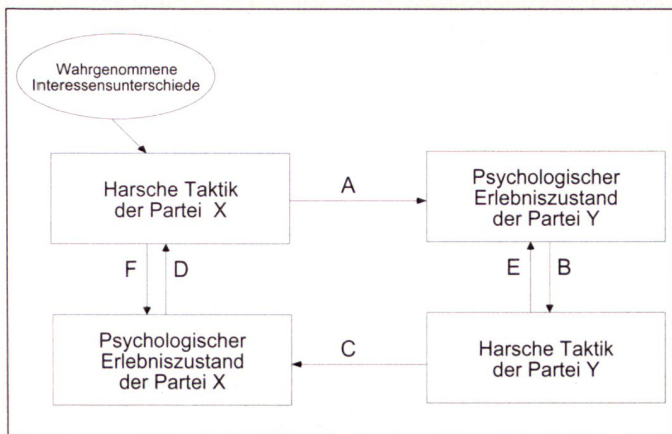 Wahrgenommene
Interessensunterschiede
Harsche Taktik
der Partei X
A
Psychologischer
Erlebniszustand
der Partei Y
F
D
E
B
Psychologischer
Erlebniszustand
der Partei X
C
Harsche Taktik
der Partei Y